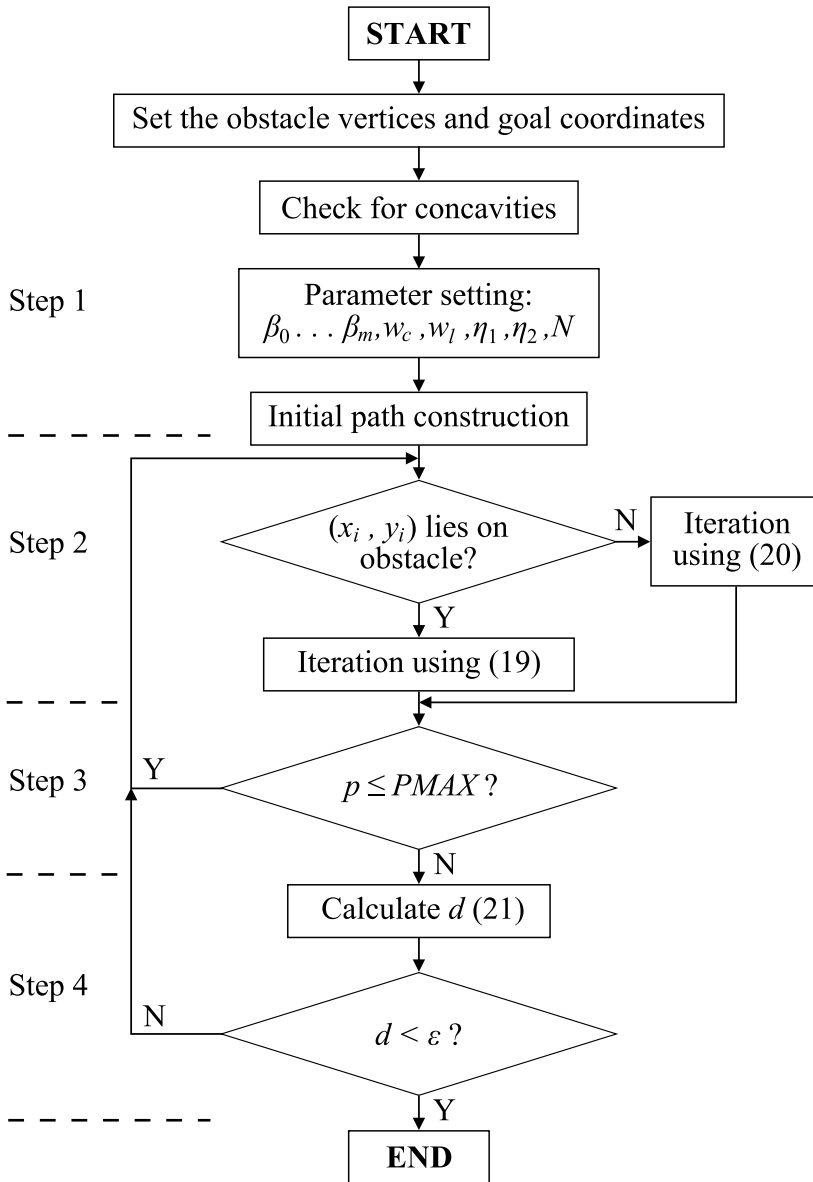 START
Set the obstacle vertices and goal coordinates
Check for concavities
Step 1
Parameter setting:
β₀ . . . βₘ, w_c , w_l , η₁, η₂, N
Initial path construction
Step 2
(xᵢ , yᵢ) lies on
obstacle?
N
Iteration
using (20)
Y
Iteration using (19)
Step 3
Y
p ≤ PMAX ?
N
Calculate d (21)
Step 4
N
d < ε ?
Y
END